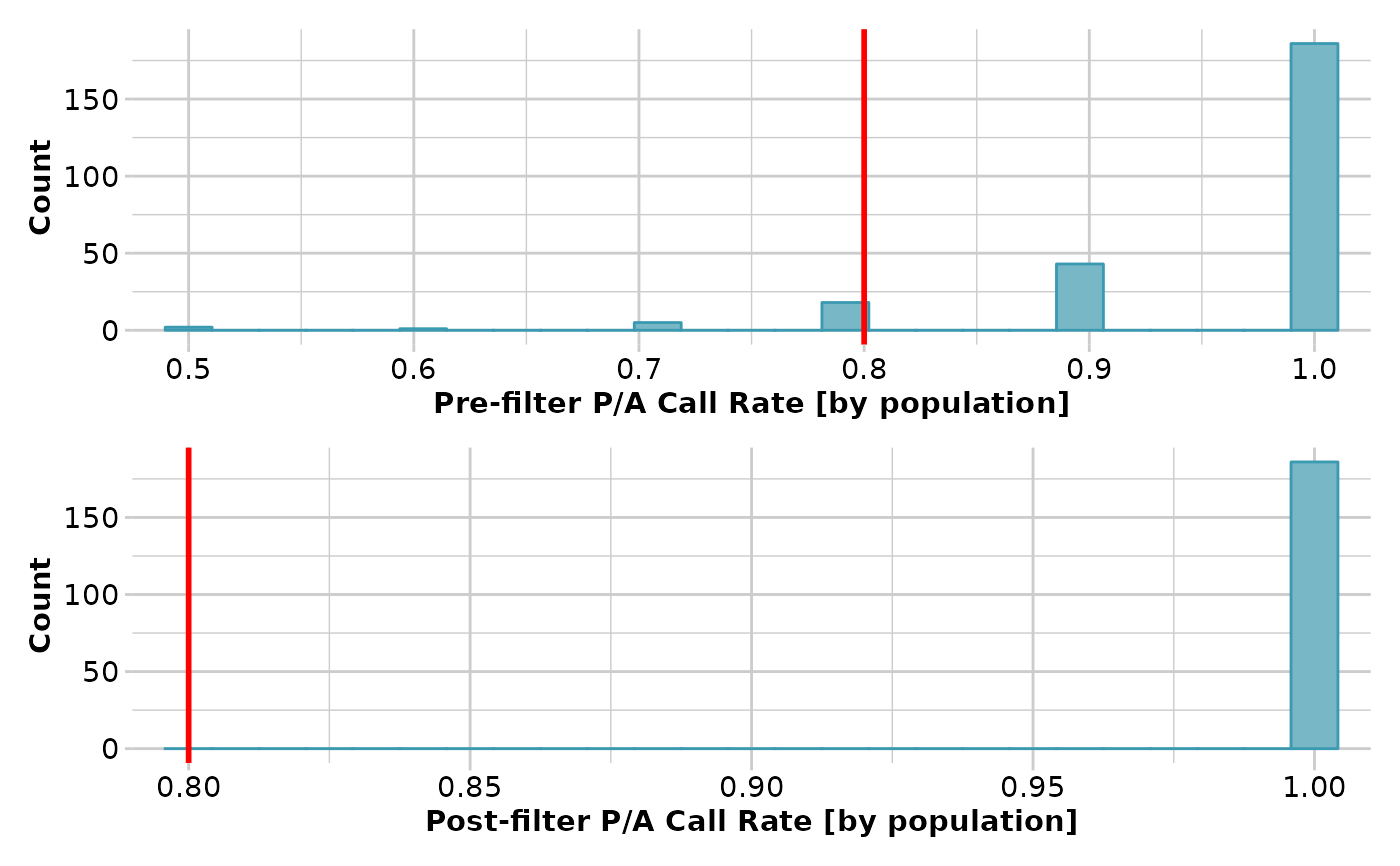 Count
150
100
50
0
0.5 0.6 0.7 0.8 0.9 1.0
Pre-filter P/A Call Rate [by population]
Count
150
100
50
0
0.80 0.85 0.90 0.95 1.00
Post-filter P/A Call Rate [by population]